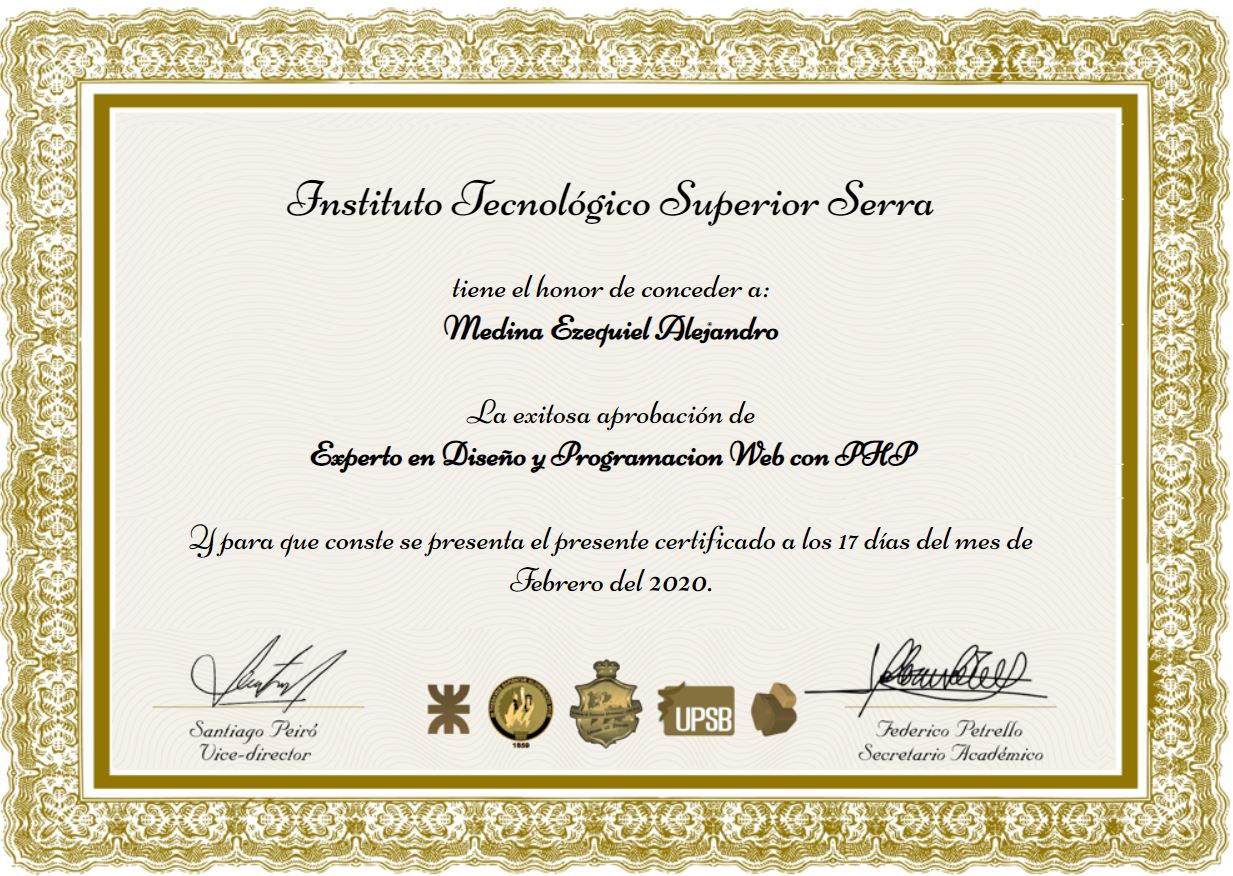 Instituto Tecnológico Superior Serra
tiene el honor de conceder a:
Medina Ezequiel Alejandro
La exitosa aprobación de
Experto en Diseño y Programacion Web con PHP
Y para que conste se presenta el presente certificado a los 17 días del mes de
Febrero del 2020.
Santiago Peiró
Vice-director
1859
UPSB
Federico Petrello
Secretario Académico